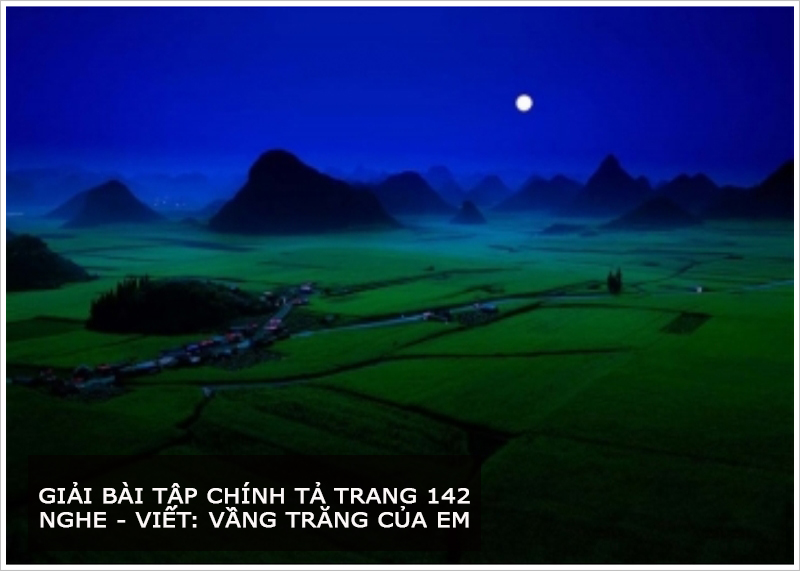 GIẢI BÀI TẬP CHÍNH TẢ TRANG 142
NGHE - VIẾT: VẦNG TRĂNG CỦA EM